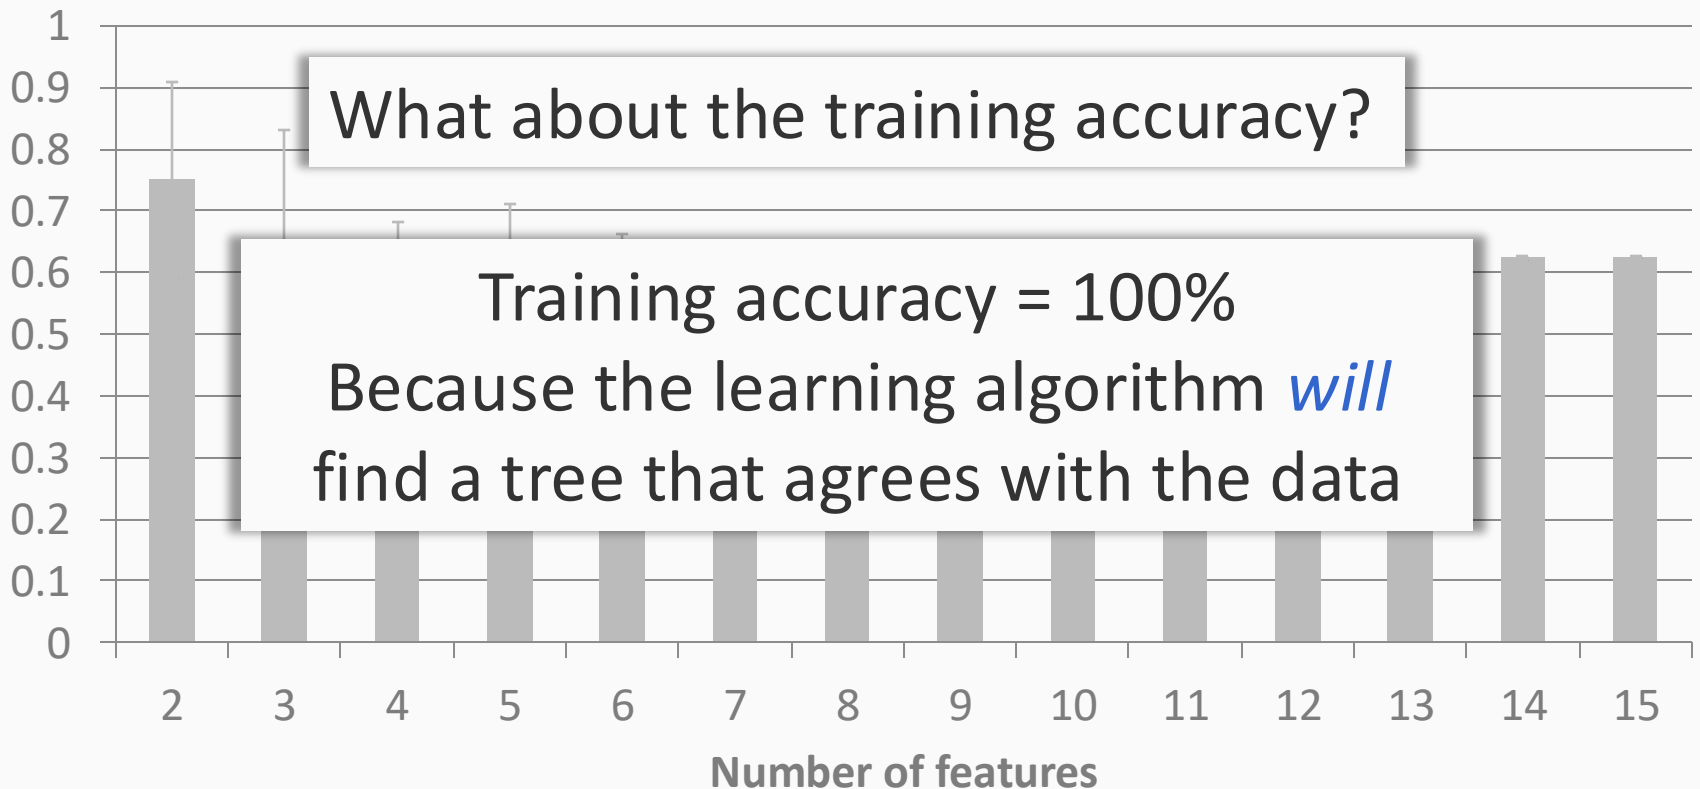 1
0.9
0.8
0.7
0.6
0.5
0.4
0.3
0.2
0.1
0
What about the training accuracy?
Training accuracy = 100%
Because the learning algorithm will
find a tree that agrees with the data
2 3 4 5 6 7 8 9 10 11 12 13 14 15
Number of features